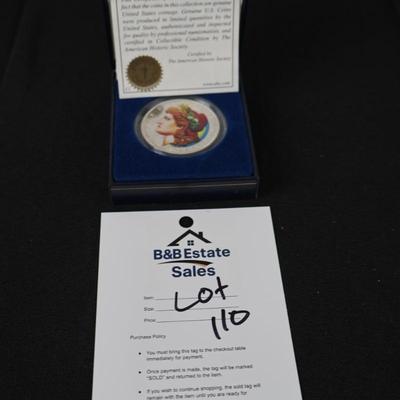 fact that the coins in this collection are genuine
United States coinage. Genuine U.S. Coins
were produced in limited quantities by the
United States, authenticated and inspected
for quality by professional numismatists, and
certified in Collectible Condition by The
American Historic Society.
Certified by
The American Historic Society
B&B Estate
Sales
Item:
Size:
Price:
Lot
110
Purchase Policy
• You must bring this tag to the checkout table
immediately for payment.
• Once payment is made, the tag will be marked
"SOLD" and returned to the item.
• If you wish to continue shopping, the sold tag will
remain with the item until you are ready for